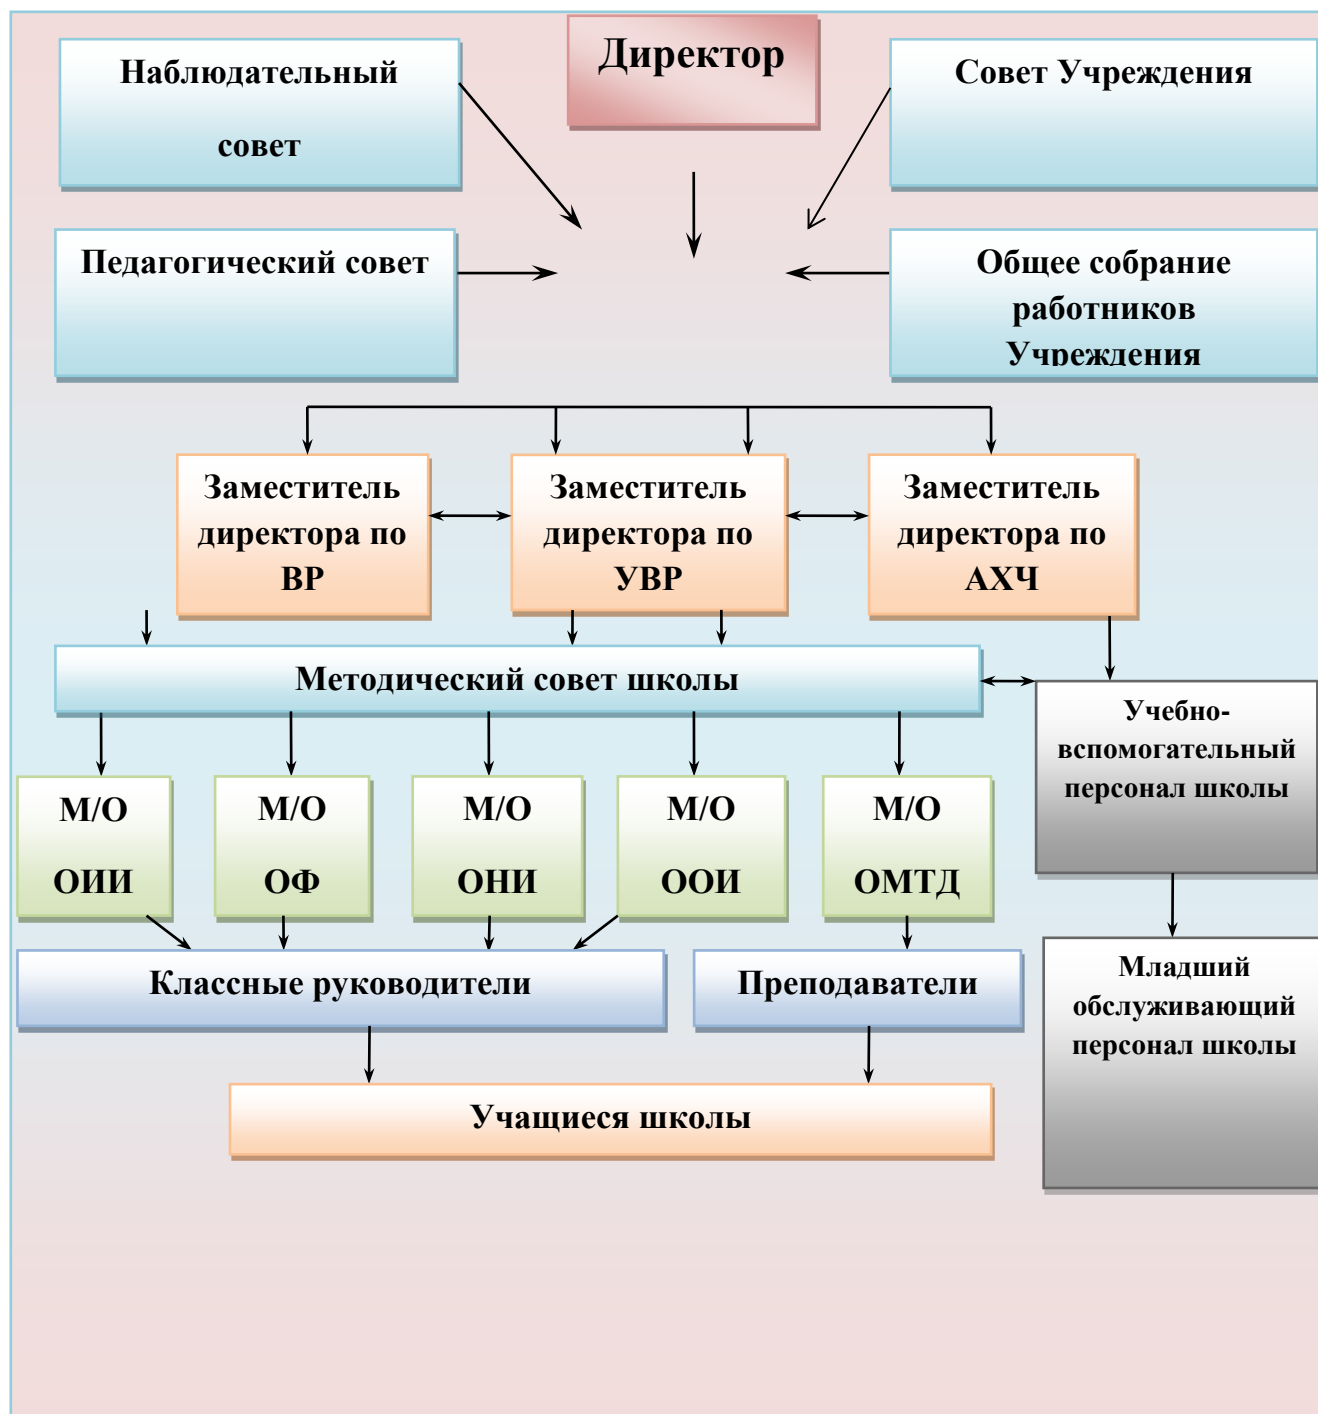 Директор
Наблюдательный
совет
Совет Учреждения
Педагогический совет
Общее собрание
работников
Учреждения
Заместитель
директора по
ВР
Заместитель
директора по
УВР
Заместитель
директора по
АХЧ
Методический совет школы
Учебно-
вспомогательный
персонал школы
М/О
ОИИ
М/О
ОФ
М/О
ОНИ
М/О
ООИ
М/О
ОМТД
Классные руководители
Преподаватели
Младший
обслуживающий
персонал школы
Учащиеся школы